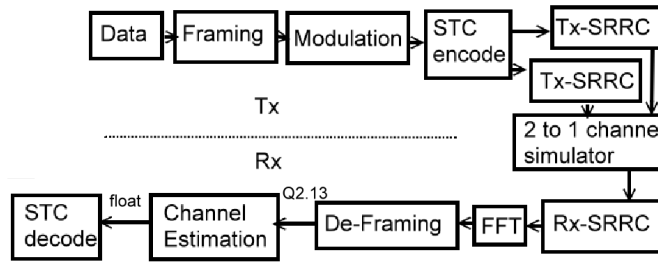 Data
Framing
Modulation
STC
encode
Tx-SRRC
Tx-SRRC
Tx
Rx
2 to 1 channel
simulator
STC
decode
float
Channel
Estimation
Q2.13
De-Framing
FFT
Rx-SRRC